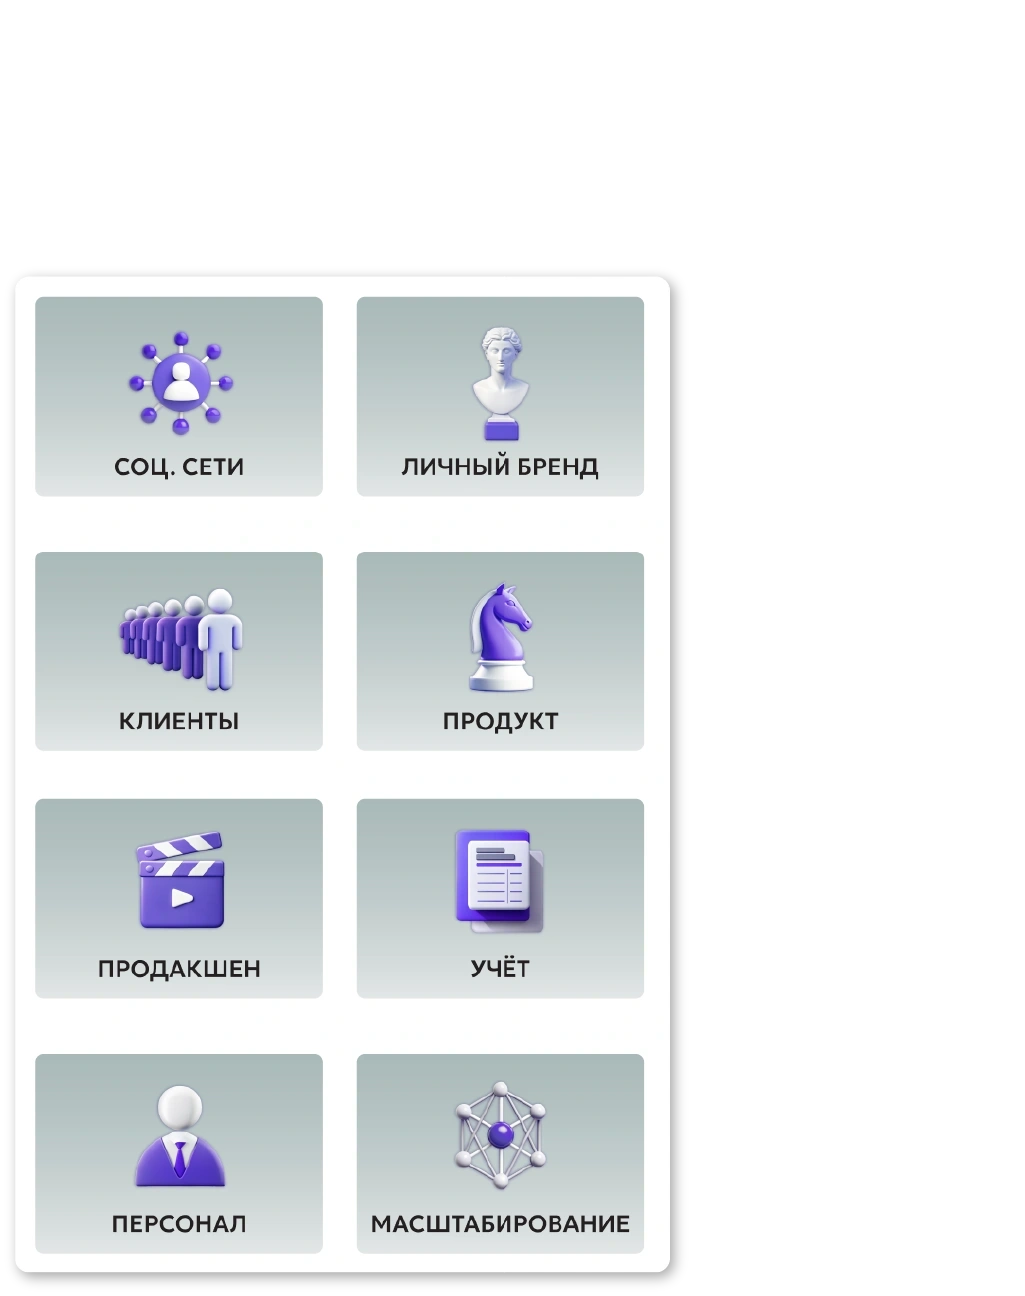 СОЦ. СЕТИ
ЛИЧНЫЙ БРЕНД
КЛИЕНТЫ
ПРОДУКТ
ПРОДАКШЕН
УЧЁТ
ПЕРСОНАЛ
МАСШТАБИРОВАНИЕ